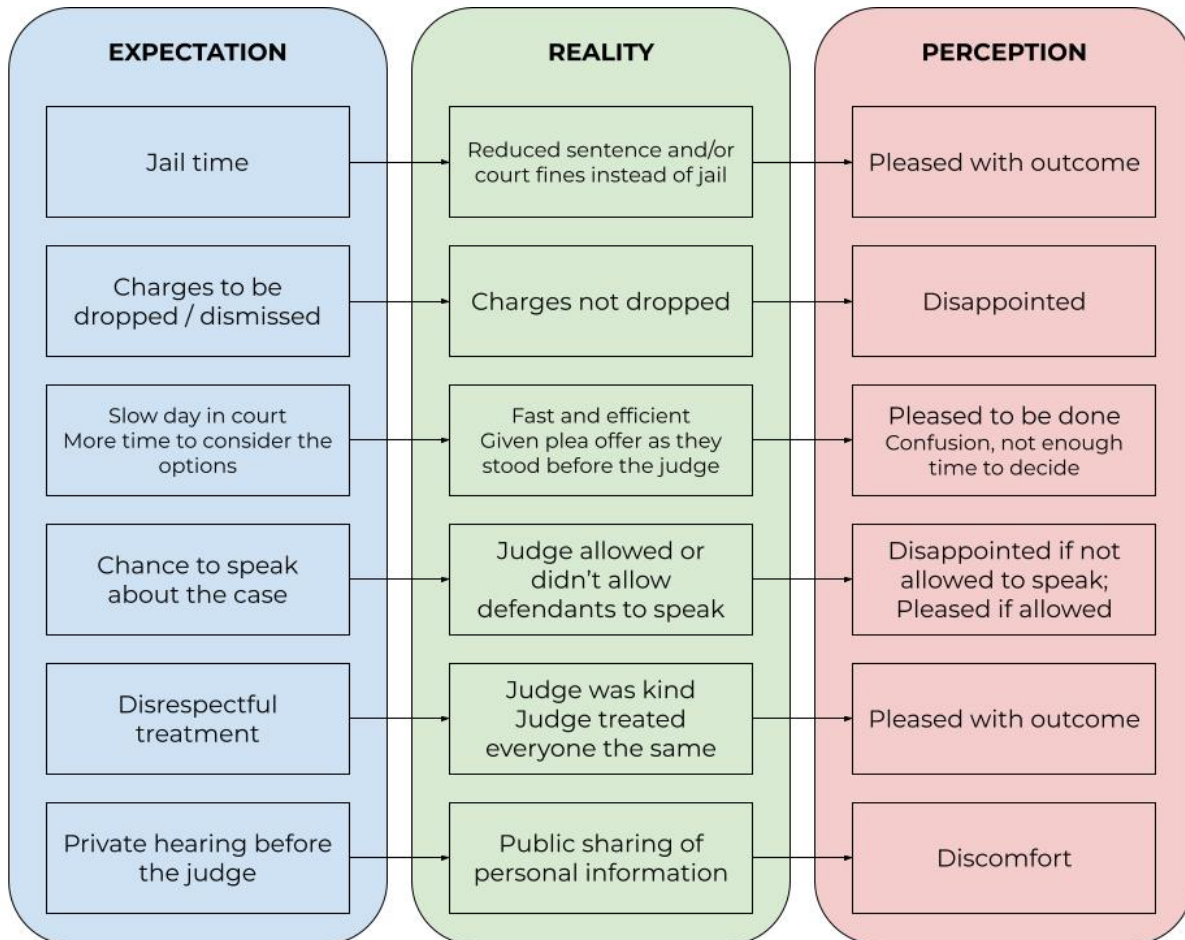 EXPECTATION
REALITY
PERCEPTION
Jail time
Reduced sentence and/or
court fines instead of jail
Pleased with outcome
Charges to be
dropped / dismissed
Charges not dropped
Disappointed
Slow day in court
More time to consider the
options
Fast and efficient
Given plea offer as they
stood before the judge
Pleased to be done
Confusion, not enough
time to decide
Chance to speak
about the case
Judge allowed or
didn't allow
defendants to speak
Disappointed if not
allowed to speak;
Pleased if allowed
Disrespectful
treatment
Judge was kind
Judge treated
everyone the same
Pleased with outcome
Private hearing before
the judge
Public sharing of
personal information
Discomfort